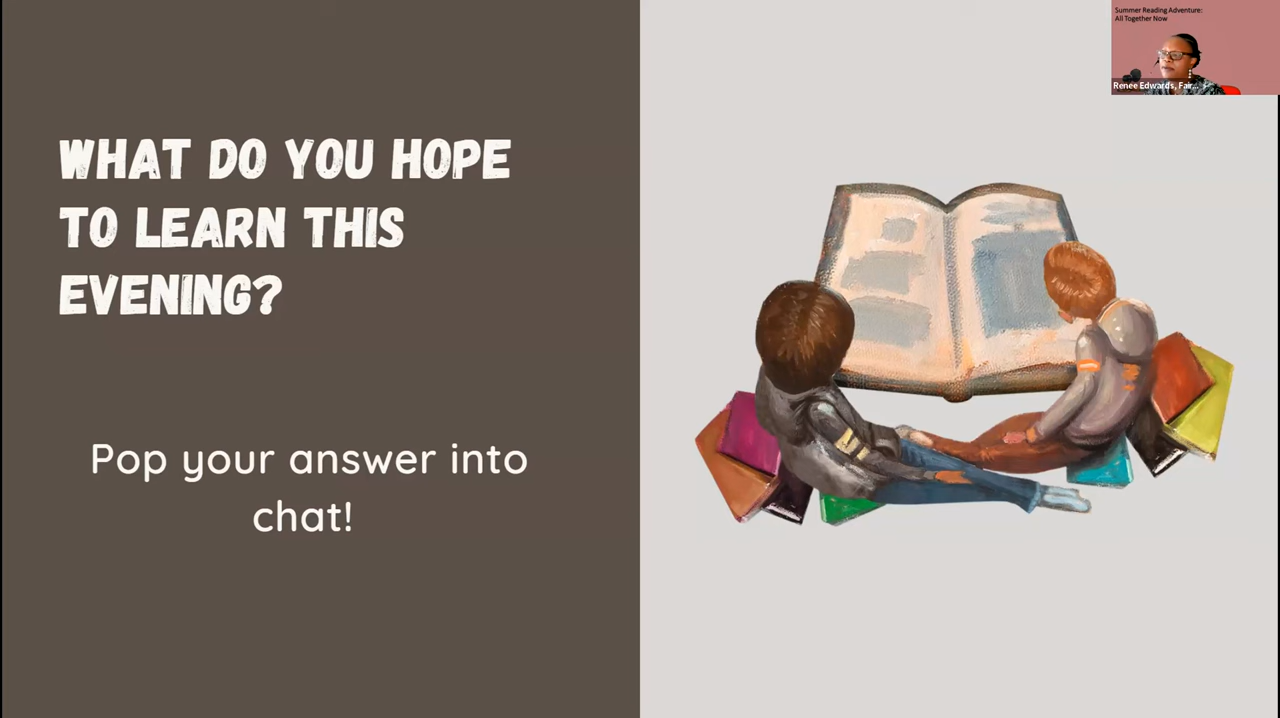 WHAT DO YOU HOPE
TO LEARN THIS
EVENING?
Pop your answer into
chat!
Summer Reading Adventure:
All Together Now
Renee Edwards, Fair...